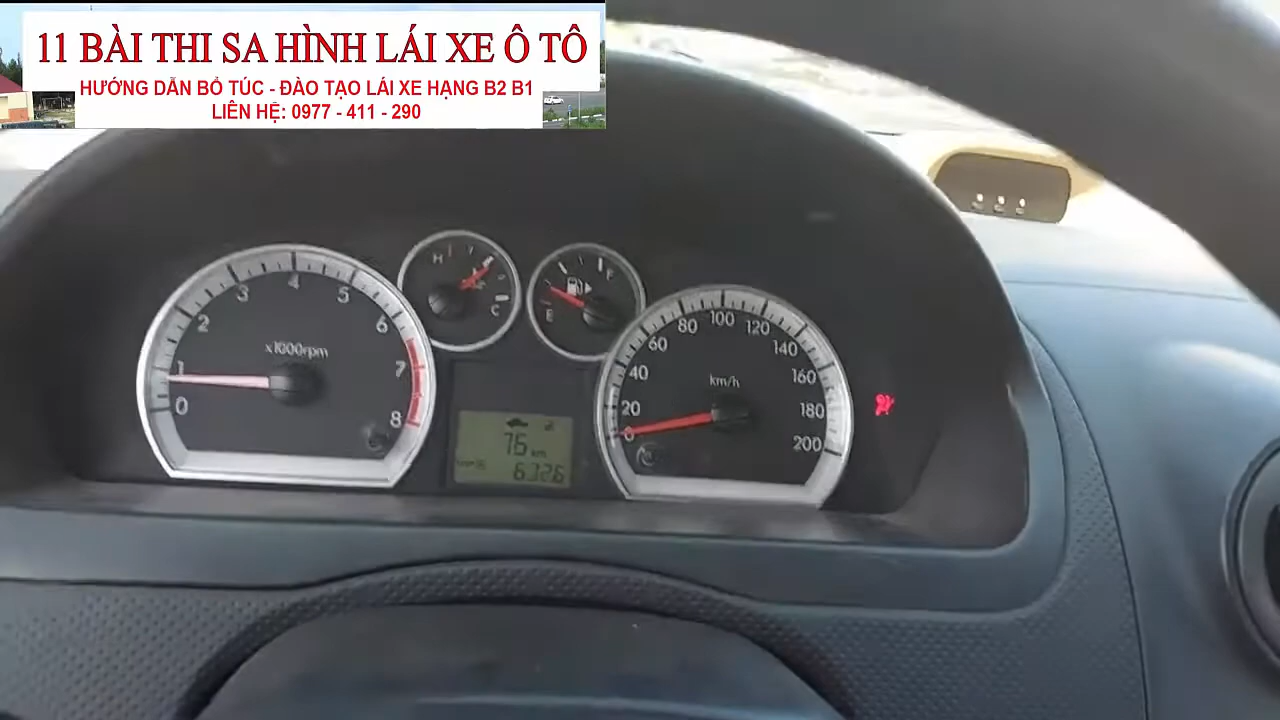 11 BÀI THI SA HÌNH LÁI XE Ô TÔ
HƯỚNG DẪN BỔ TÚC - ĐÀO TẠO LÁI XE HẠNG B2 B1
LIÊN HỆ: 0977 - 411 - 290
0 1 2 3 4 5 6 7 8
x1000rpm
H
C
F
E
0 20 40 60 80 100 120 140 160 180 200
km/h
76 km